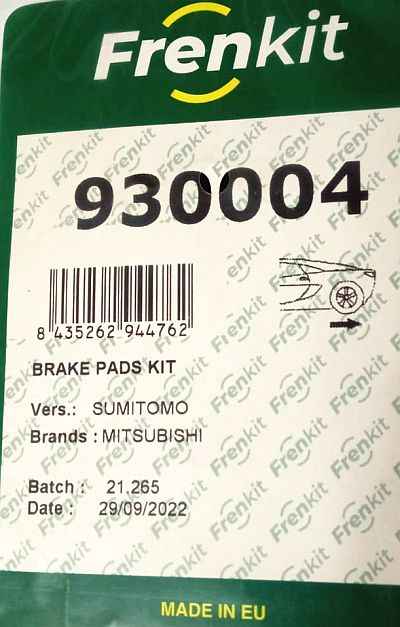 Frenkit
930004
8 435262 944762
BRAKE PADS KIT
Vers.: SUMITOMO
Brands : MITSUBISHI
Batch : 21.265
Date : 29/09/2022
MADE IN EU